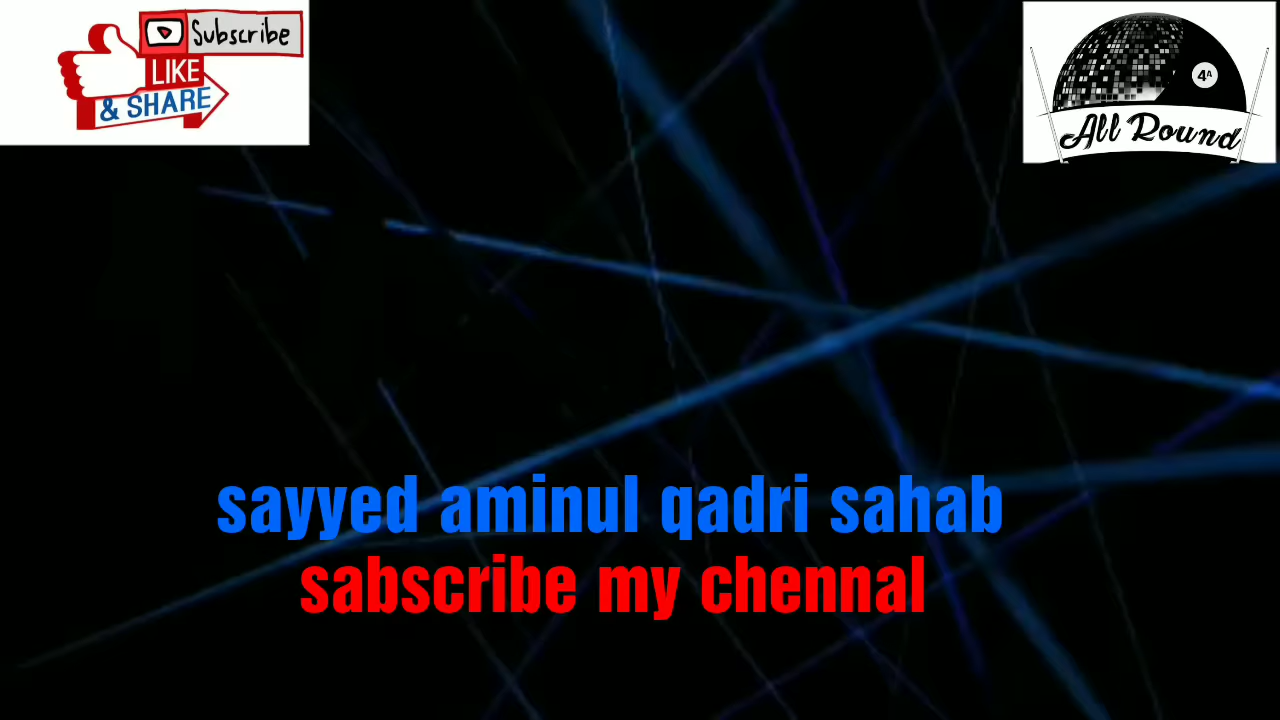 Subscribe
LIKE
& SHARE
4A
All Round
sayyed aminul qadri sahab
sabscribe my chennal